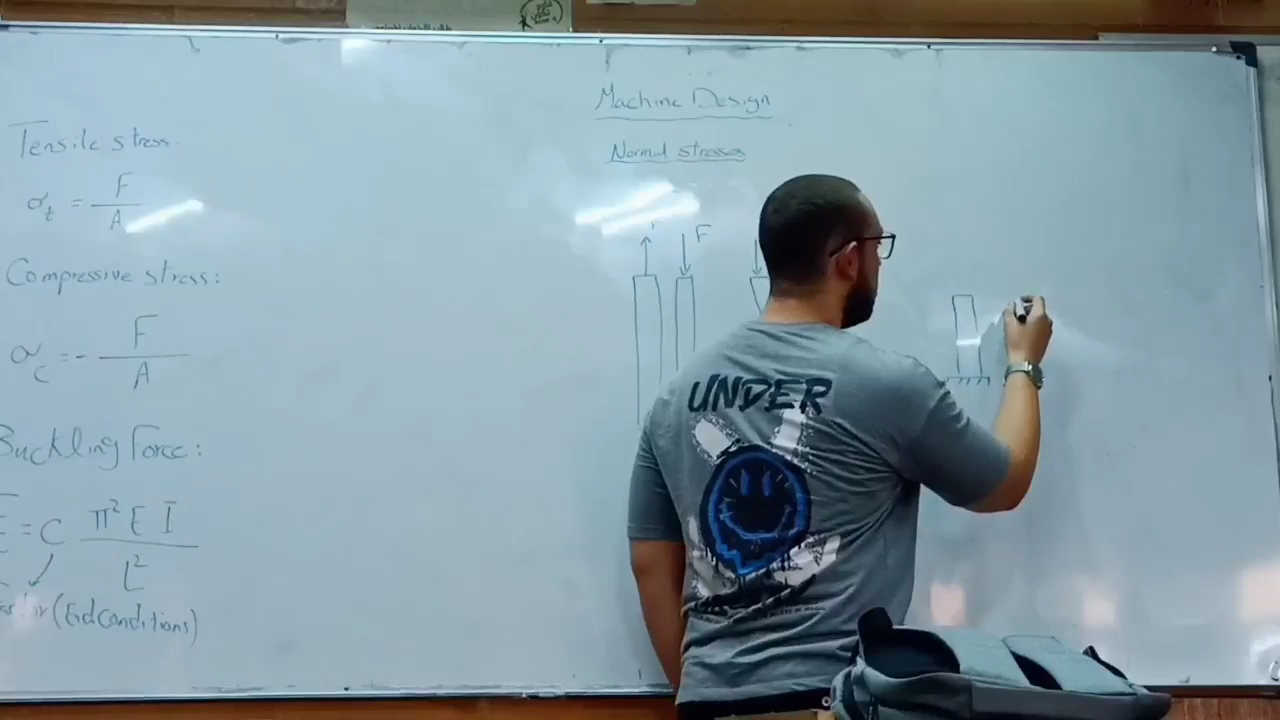 Machine Design
Normal stresses
Tensile stress
σt = F
A
Compressive stress:
σc = - F
A
Buckling Force:
= C π² E I
L²
(End conditions)
F
UNDER